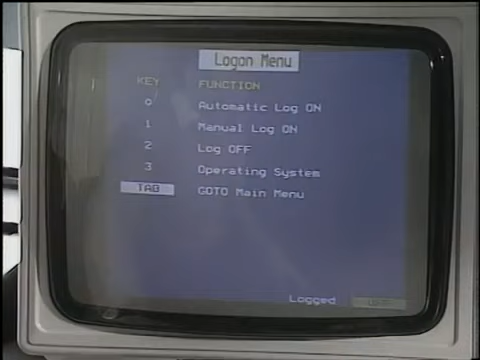 Logon Menu
KEY FUNCTION
0 Automatic Log ON
1 Manual Log ON
2 Log OFF
3 Operating System
TAB GOTO Main Menu
Logged OFF